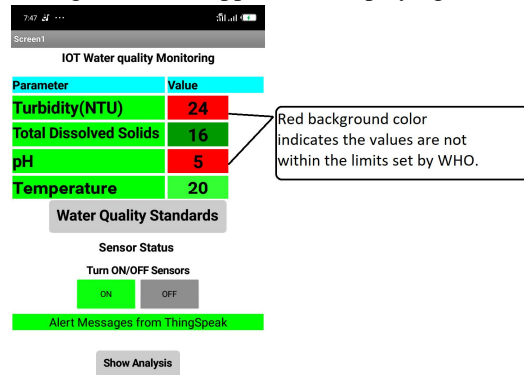 7:47
Screen1
IOT Water quality Monitoring
Parameter Value
Turbidity(NTU) 24
Total Dissolved Solids 16
pH 5
Temperature 20
Red background color
indicates the values are not
within the limits set by WHO.
Water Quality Standards
Sensor Status
Turn ON/OFF Sensors
ON OFF
Alert Messages from ThingSpeak
Show Analysis